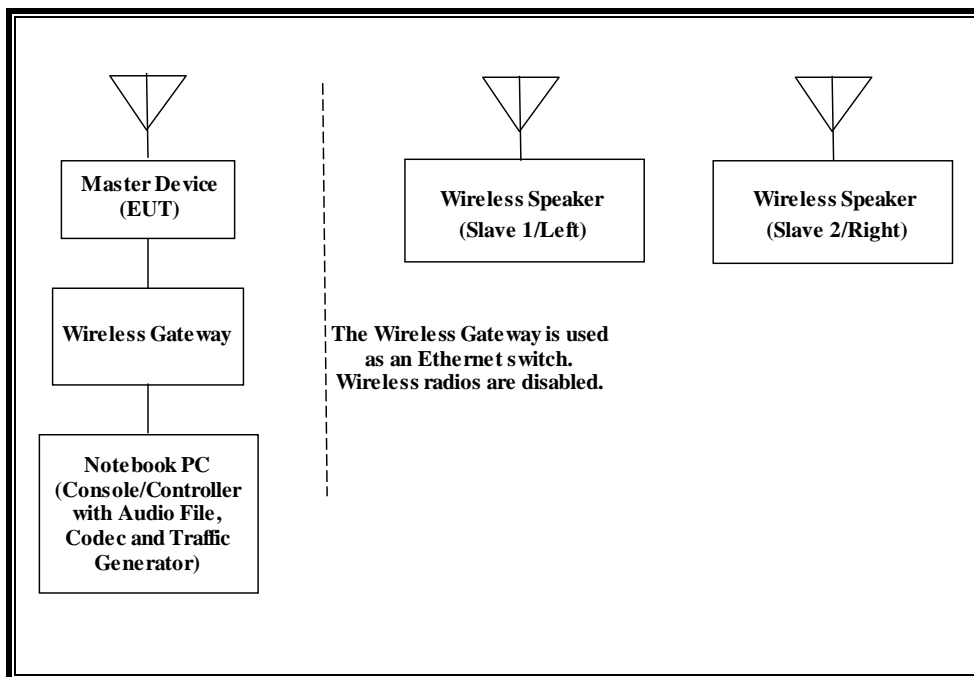 Master Device
(EUT)
Wireless Speaker
(Slave 1/Left)
Wireless Speaker
(Slave 2/Right)
Wireless Gateway
The Wireless Gateway is used
as an Ethernet switch.
Wireless radios are disabled.
Notebook PC
(Console/Controller
with Audio File,
Codec and Traffic
Generator)